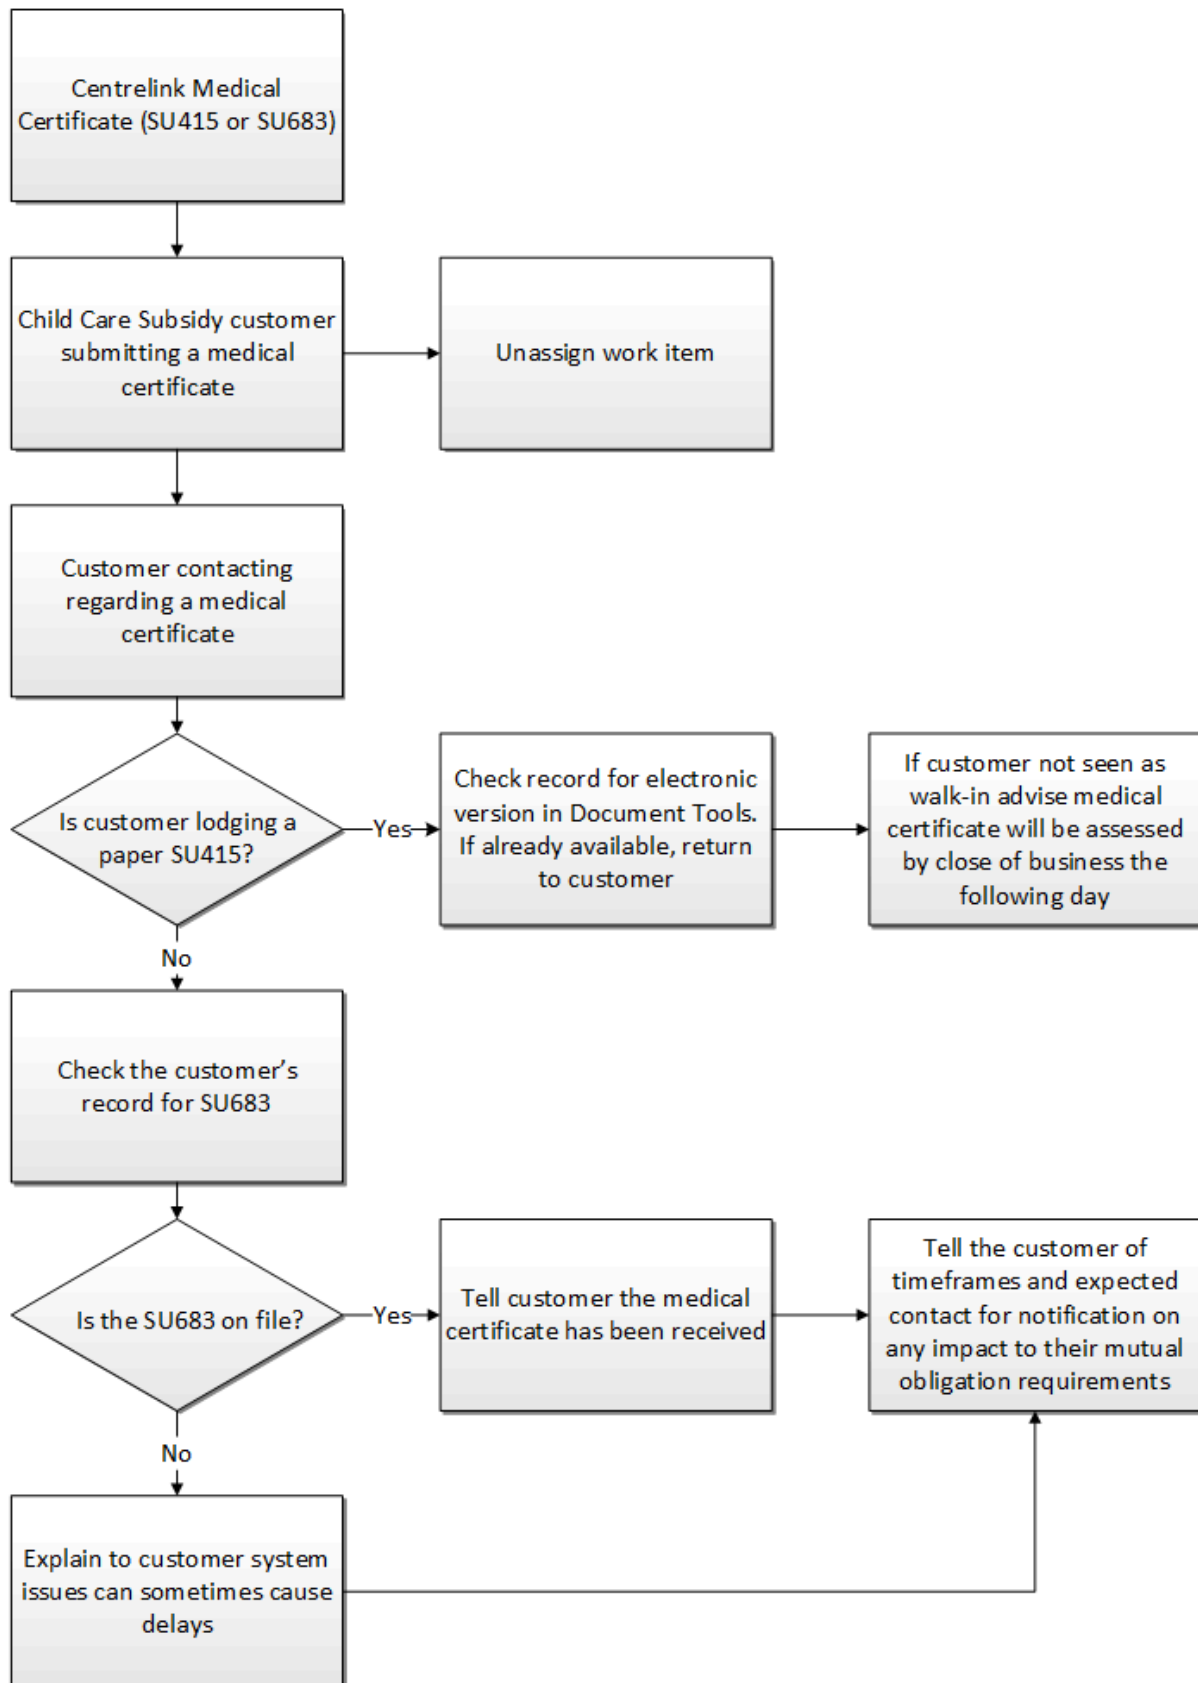 Centrelink Medical
Certificate (SU415 or SU683)
Child Care Subsidy customer
submitting a medical
certificate
Unassign work item
Customer contacting
regarding a medical
certificate
Is customer lodging a
paper SU415?
Yes
Check record for electronic
version in Document Tools.
If already available, return
to customer
If customer not seen as
walk-in advise medical
certificate will be assessed
by close of business the
following day
No
Check the customer’s
record for SU683
Is the SU683 on file?
Yes
Tell customer the medical
certificate has been received
Tell the customer of
timeframes and expected
contact for notification on
any impact to their mutual
obligation requirements
No
Explain to customer system
issues can sometimes cause
delays